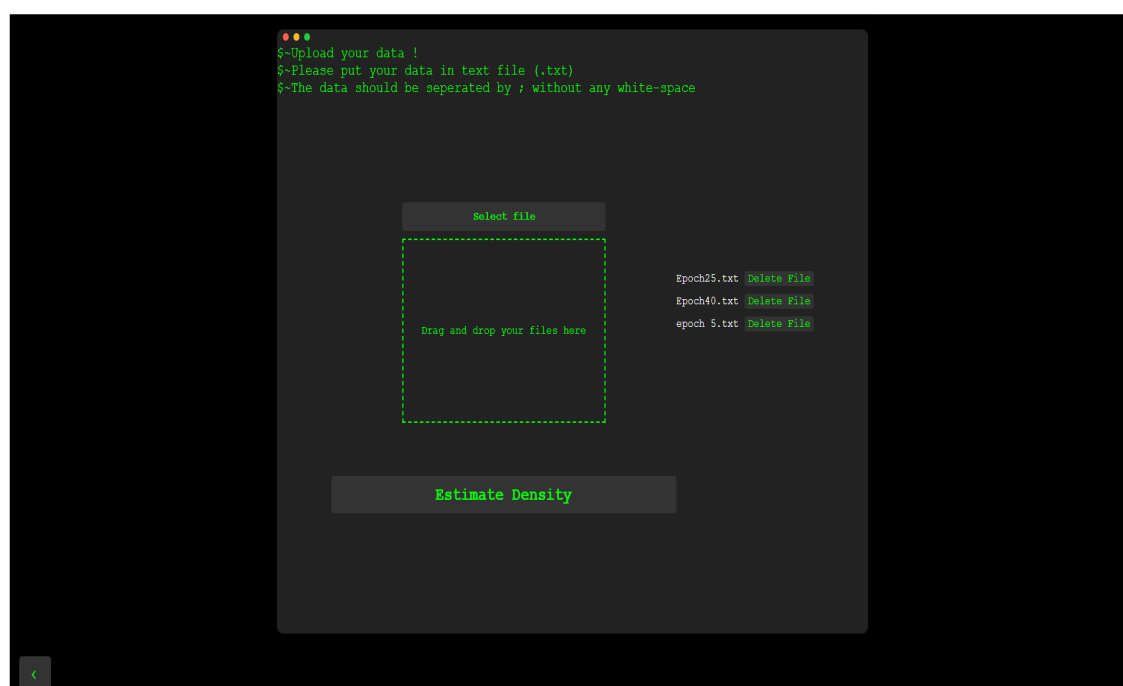 $~Upload your data !
$~Please put your data in text file (.txt)
$~The data should be seperated by ; without any white-space
Select file
Drag and drop your files here
Epoch25.txt Delete File
Epoch40.txt Delete File
epoch 5.txt Delete File
Estimate Density
❮